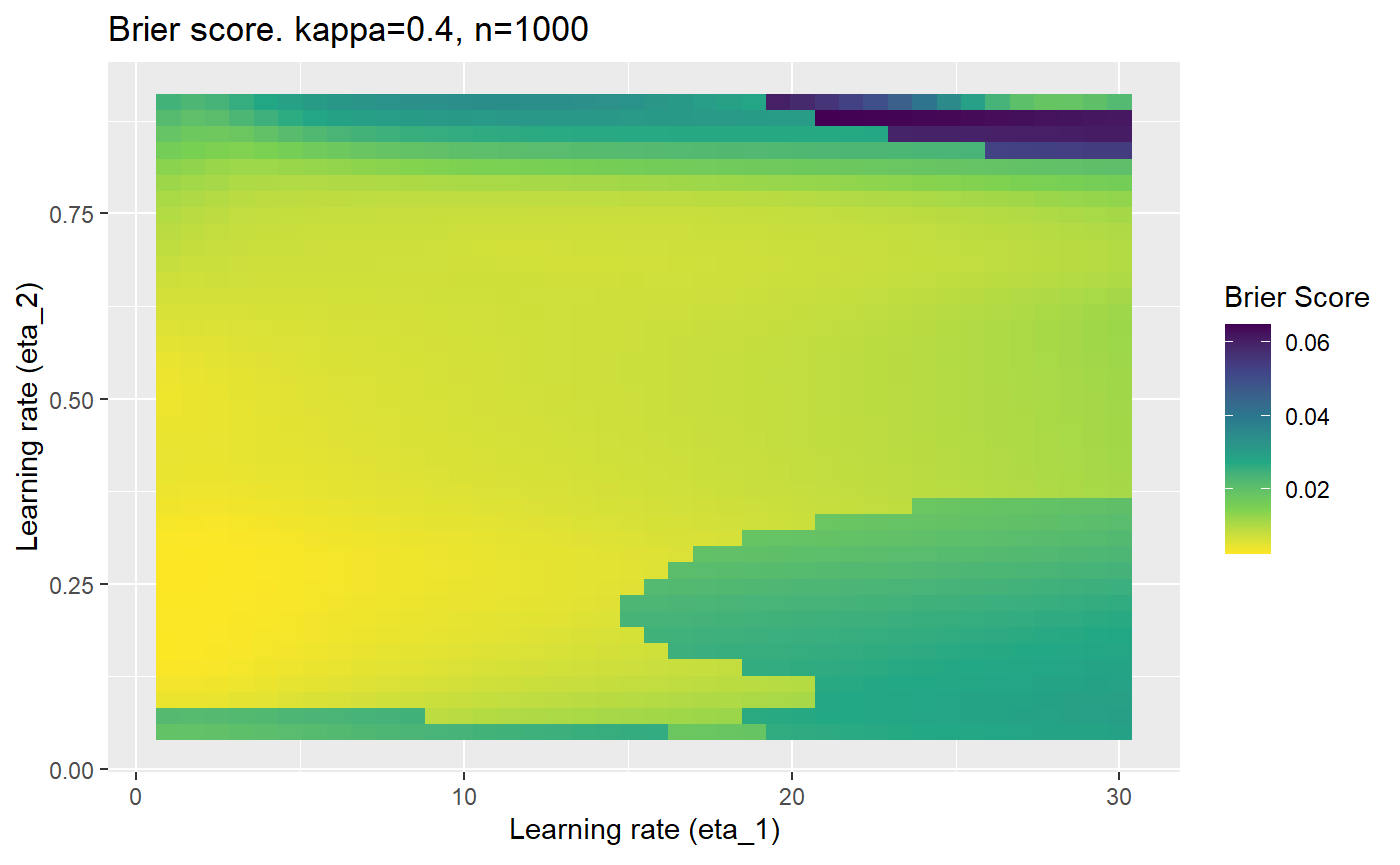 Brier score. kappa=0.4, n=1000
Learning rate (eta_2)
0.75
0.50
0.25
0.00
0
10
20
30
Learning rate (eta_1)
Brier Score
0.06
0.04
0.02